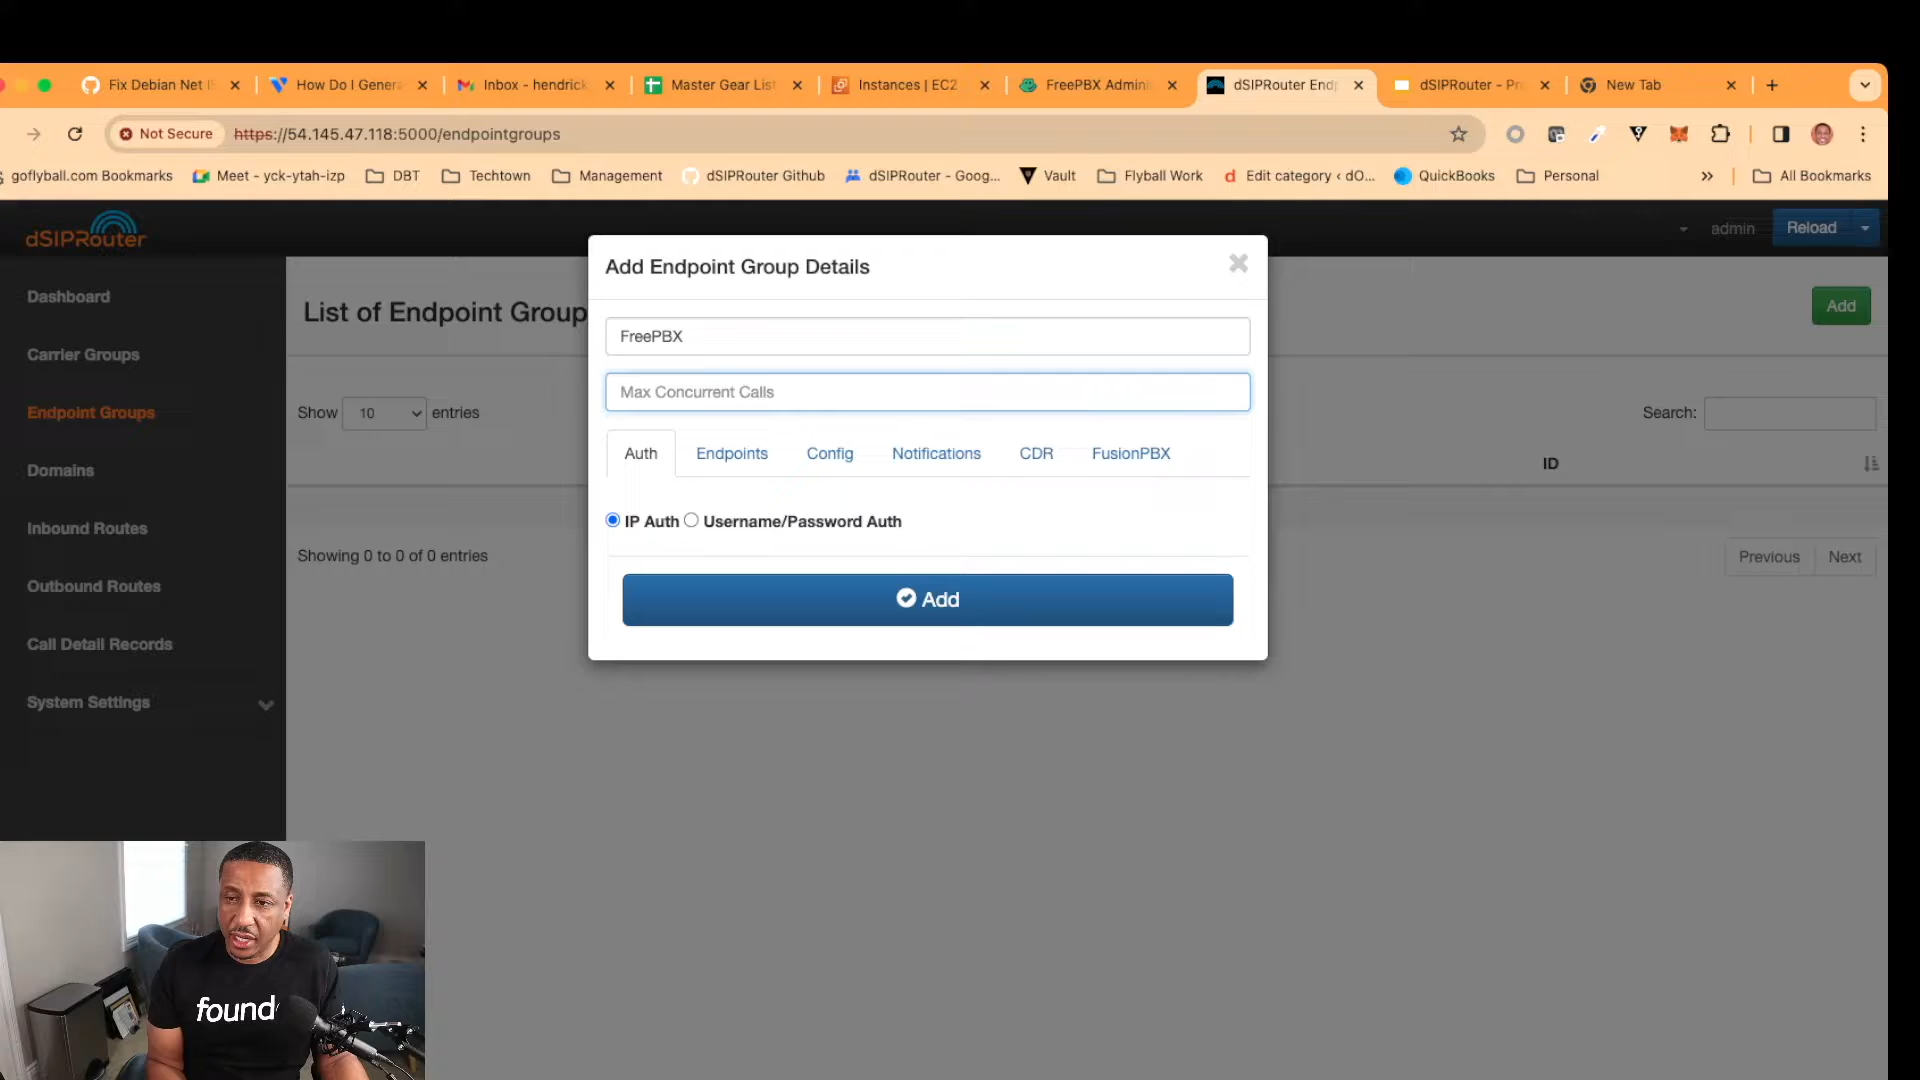 Fix Debian Net I
How Do I Genera
Inbox - hendrick
Master Gear List
Instances | EC2
FreePBX Admini
dSIPRouter Endp
dSIPRouter - Pr
New Tab
Not Secure https://54.145.47.118:5000/endpointgroups
goflyball.com Bookmarks
Meet - yck-ytah-izp
DBT
Techtown
Management
dSIPRouter Github
dSIPRouter - Goog...
Vault
Flyball Work
Edit category ‹ dO...
QuickBooks
Personal
»
All Bookmarks
dSIPRouter
admin
Reload
Dashboard
Carrier Groups
Endpoint Groups
Domains
Inbound Routes
Outbound Routes
Call Detail Records
System Settings
List of Endpoint Group
Add
Show 10 entries
Search:
ID
Showing 0 to 0 of 0 entries
Previous
Next
Add Endpoint Group Details
FreePBX
Max Concurrent Calls
Auth
Endpoints
Config
Notifications
CDR
FusionPBX
IP Auth Username/Password Auth
Add
found